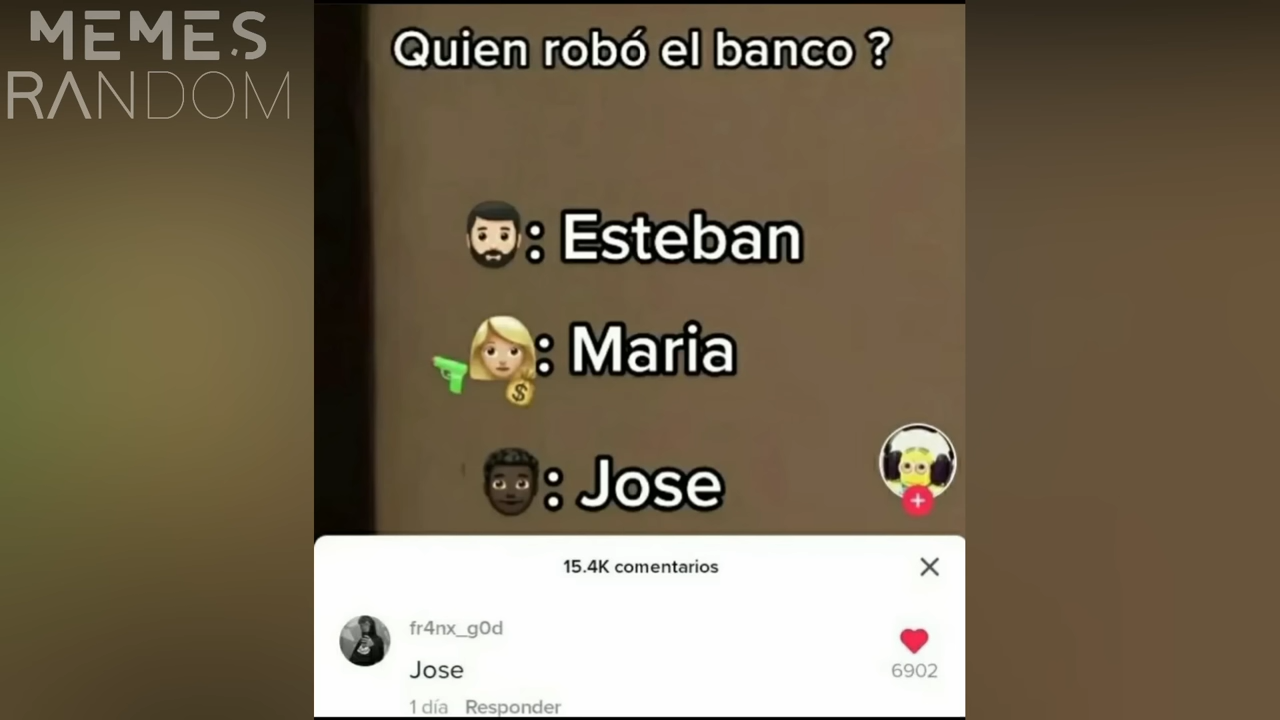 MEMES
RANDOM
Quien robó el banco ?
: Esteban
: Maria
: Jose
15.4K comentarios
fr4nx_g0d
Jose
6902
1 día Responder